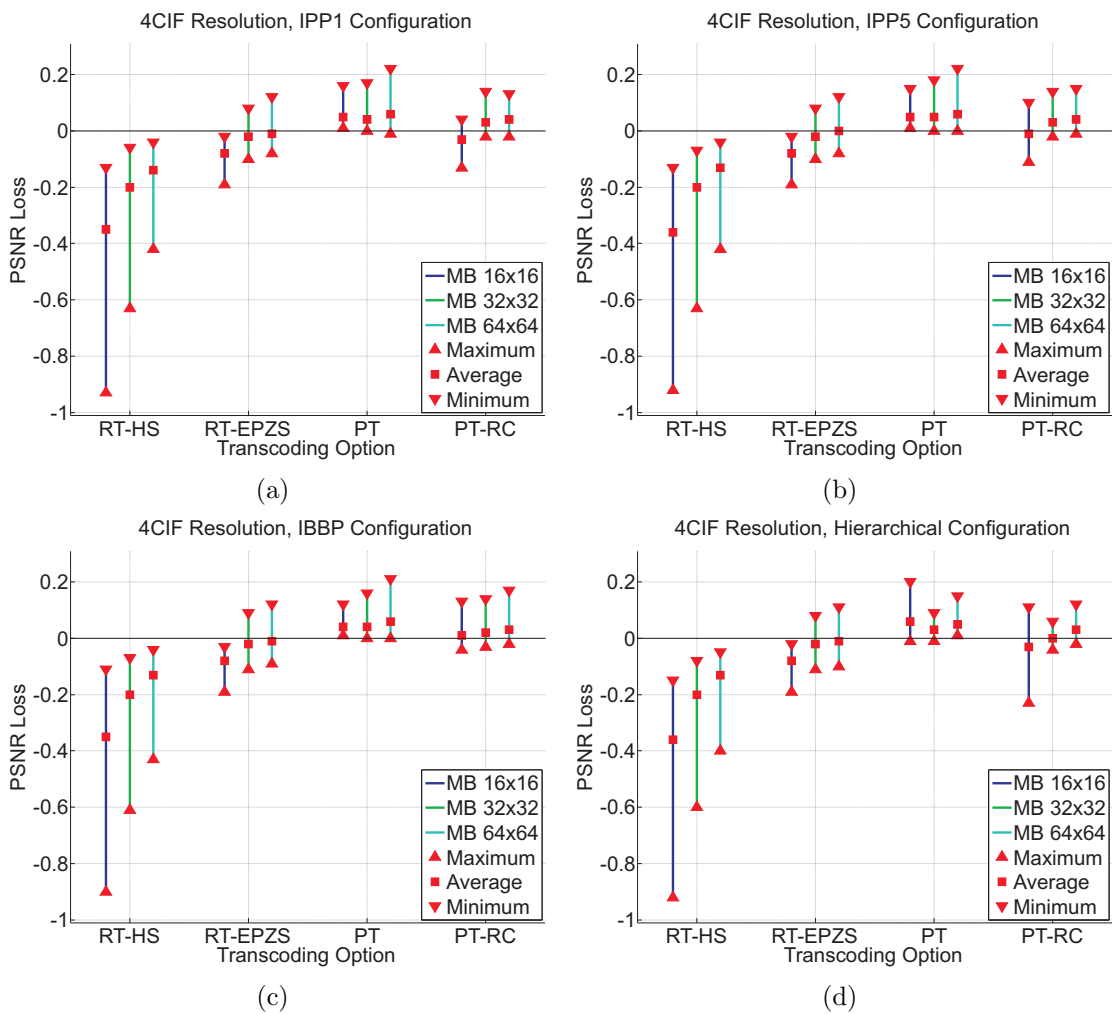 4CIF Resolution, IPP1 Configuration
PSNR Loss
0.2
0
-0.2
-0.4
-0.6
-0.8
-1
MB 16x16
MB 32x32
MB 64x64
Maximum
Average
Minimum
RT-HS RT-EPZS PT PT-RC
Transcoding Option
(a)
4CIF Resolution, IPP5 Configuration
PSNR Loss
0.2
0
-0.2
-0.4
-0.6
-0.8
-1
MB 16x16
MB 32x32
MB 64x64
Maximum
Average
Minimum
RT-HS RT-EPZS PT PT-RC
Transcoding Option
(b)
4CIF Resolution, IBBP Configuration
PSNR Loss
0.2
0
-0.2
-0.4
-0.6
-0.8
-1
MB 16x16
MB 32x32
MB 64x64
Maximum
Average
Minimum
RT-HS RT-EPZS PT PT-RC
Transcoding Option
(c)
4CIF Resolution, Hierarchical Configuration
PSNR Loss
0.2
0
-0.2
-0.4
-0.6
-0.8
-1
MB 16x16
MB 32x32
MB 64x64
Maximum
Average
Minimum
RT-HS RT-EPZS PT PT-RC
Transcoding Option
(d)